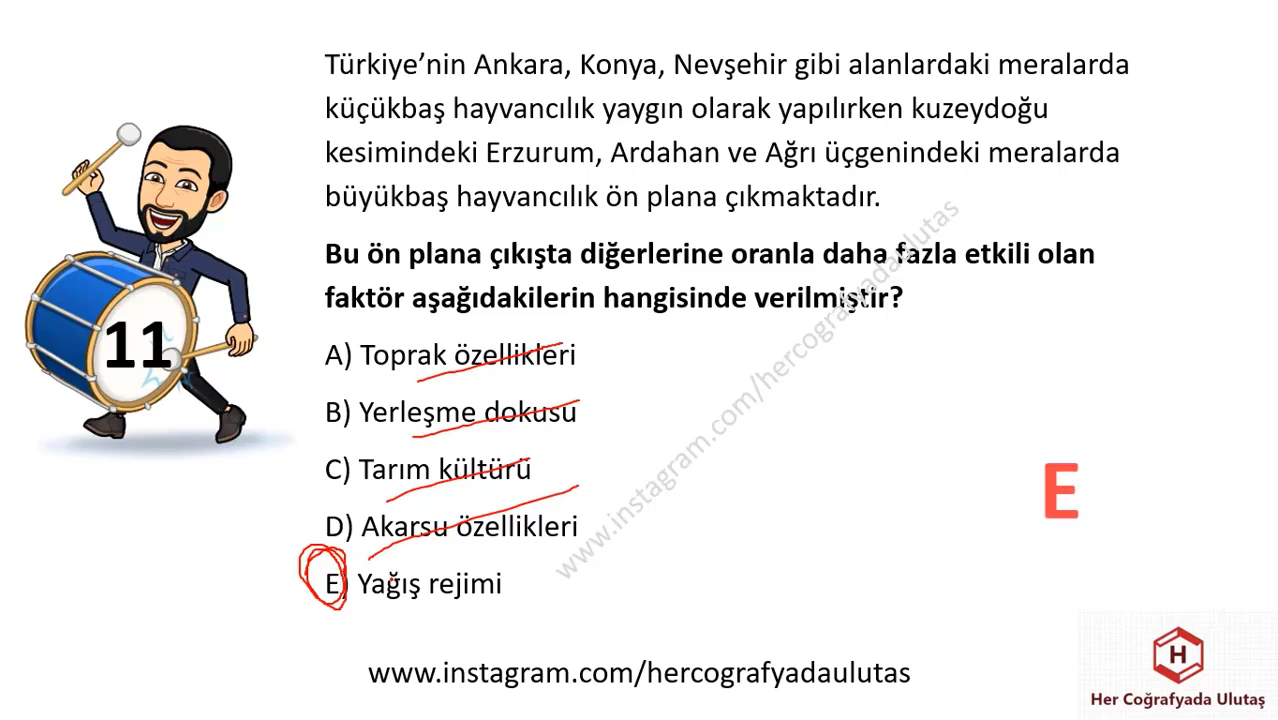 Türkiye’nin Ankara, Konya, Nevşehir gibi alanlardaki meralarda
küçükbaş hayvancılık yaygın olarak yapılırken kuzeydoğu
kesimindeki Erzurum, Ardahan ve Ağrı üçgenindeki meralarda
büyükbaş hayvancılık ön plana çıkmaktadır.
Bu ön plana çıkışta diğerlerine oranla daha fazla etkili olan
faktör aşağıdakilerin hangisinde verilmiştir?
11
A) Toprak özellikleri
B) Yerleşme dokusu
C) Tarım kültürü
D) Akarsu özellikleri
E) Yağış rejimi
E
www.instagram.com/hercografyadaulutas
www.instagram.com/hercografyadaulutas
H
Her Coğrafyada Ulutaş